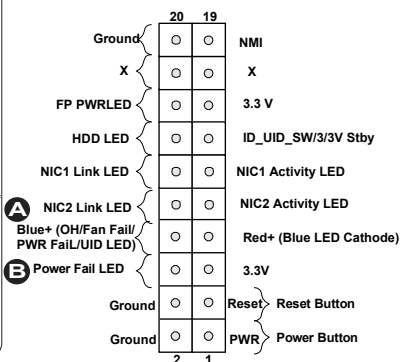 20 19
Ground NMI
X X
FP PWRLED 3.3 V
HDD LED ID_UID_SW/3/3V Stby
NIC1 Link LED NIC1 Activity LED
A NIC2 Link LED NIC2 Activity LED
Blue+ (OH/Fan Fail/
PWR FaiL/UID LED) Red+ (Blue LED Cathode)
B Power Fail LED 3.3V
Ground Reset Reset Button
Ground PWR Power Button
2 1